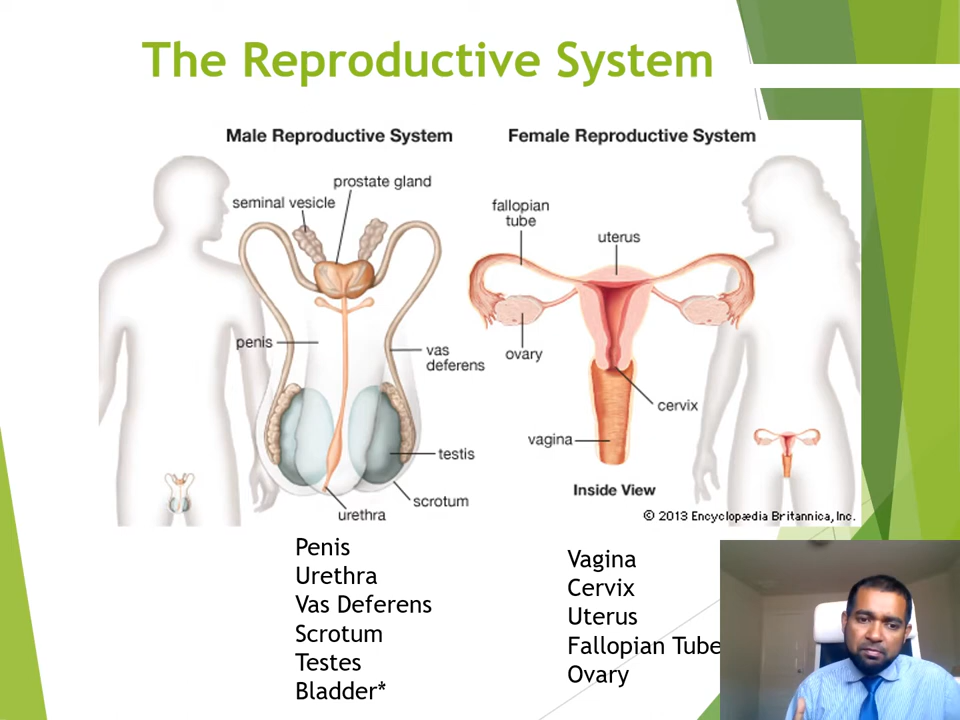 The Reproductive System
Male Reproductive System
Female Reproductive System
prostate gland
seminal vesicle
fallopian
tube
uterus
penis
vas
deferens
ovary
cervix
vagina
testis
Inside View
scrotum
urethra
© 2013 Encyclopædia Britannica, Inc.
Penis
Urethra
Vas Deferens
Scrotum
Testes
Bladder*
Vagina
Cervix
Uterus
Fallopian Tube
Ovary